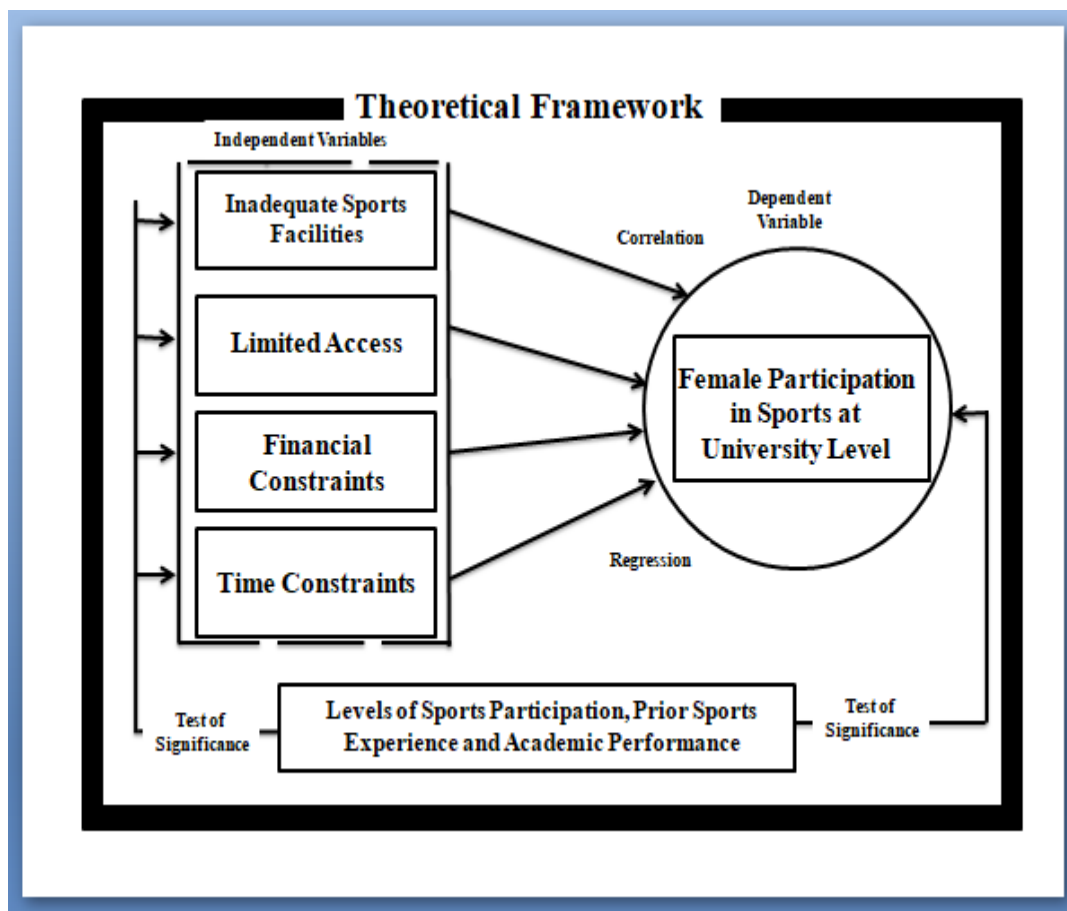 Theoretical Framework
Independent Variables
Inadequate Sports
Facilities
Limited Access
Financial
Constraints
Time Constraints
Correlation
Regression
Dependent
Variable
Female Participation
in Sports at
University Level
Test of
Significance
Levels of Sports Participation, Prior Sports
Experience and Academic Performance
Test of
Significance